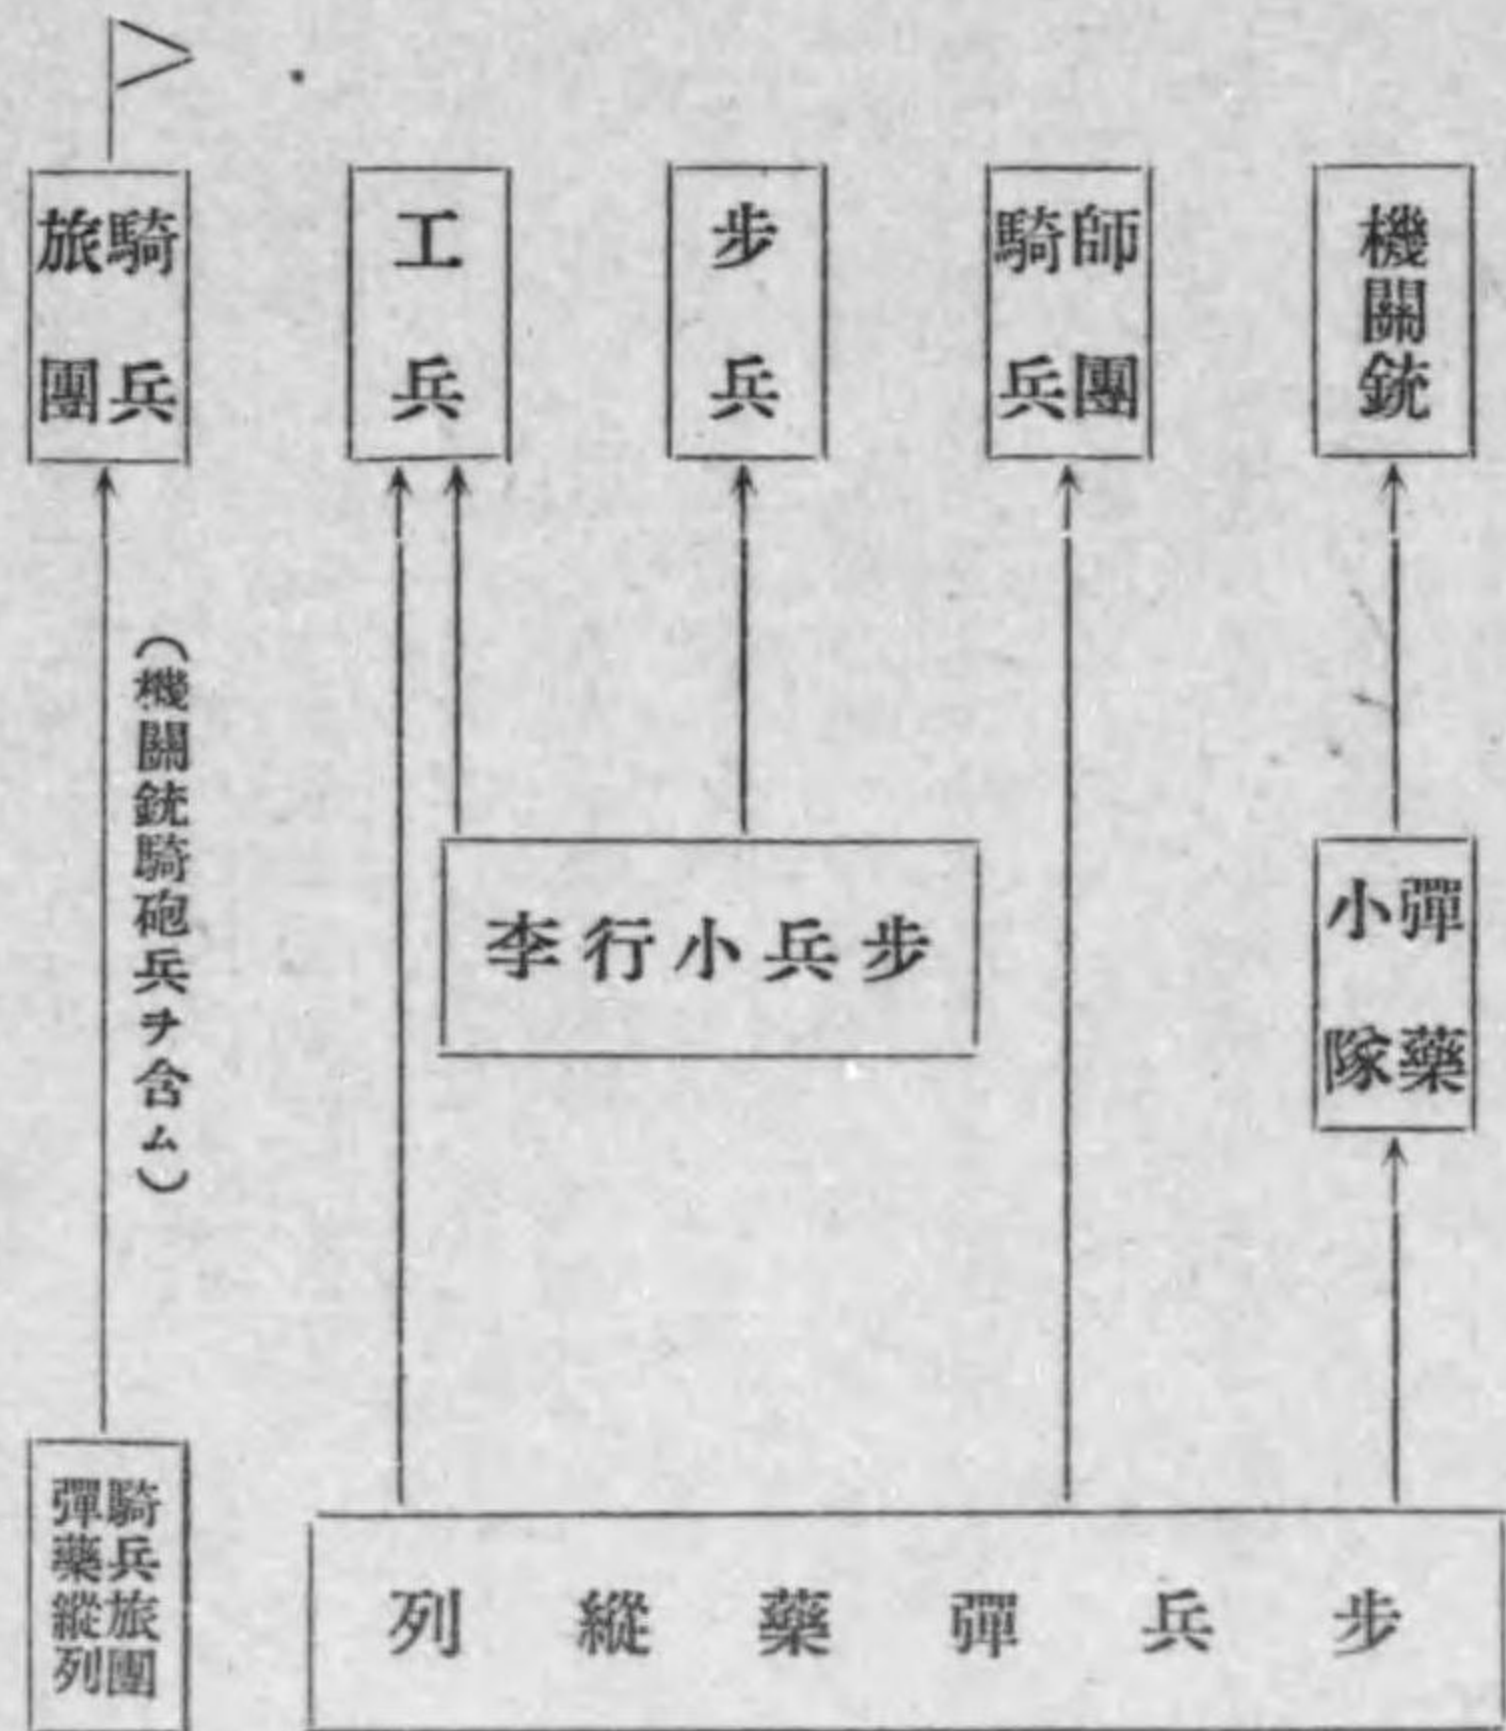 機關銃
師團
騎兵
步兵
工兵
騎兵
旅團
彈藥
小隊
步兵小行李
(機關銃騎砲兵ヲ含ム)
步兵彈藥縱列
騎兵旅團
彈藥縱列